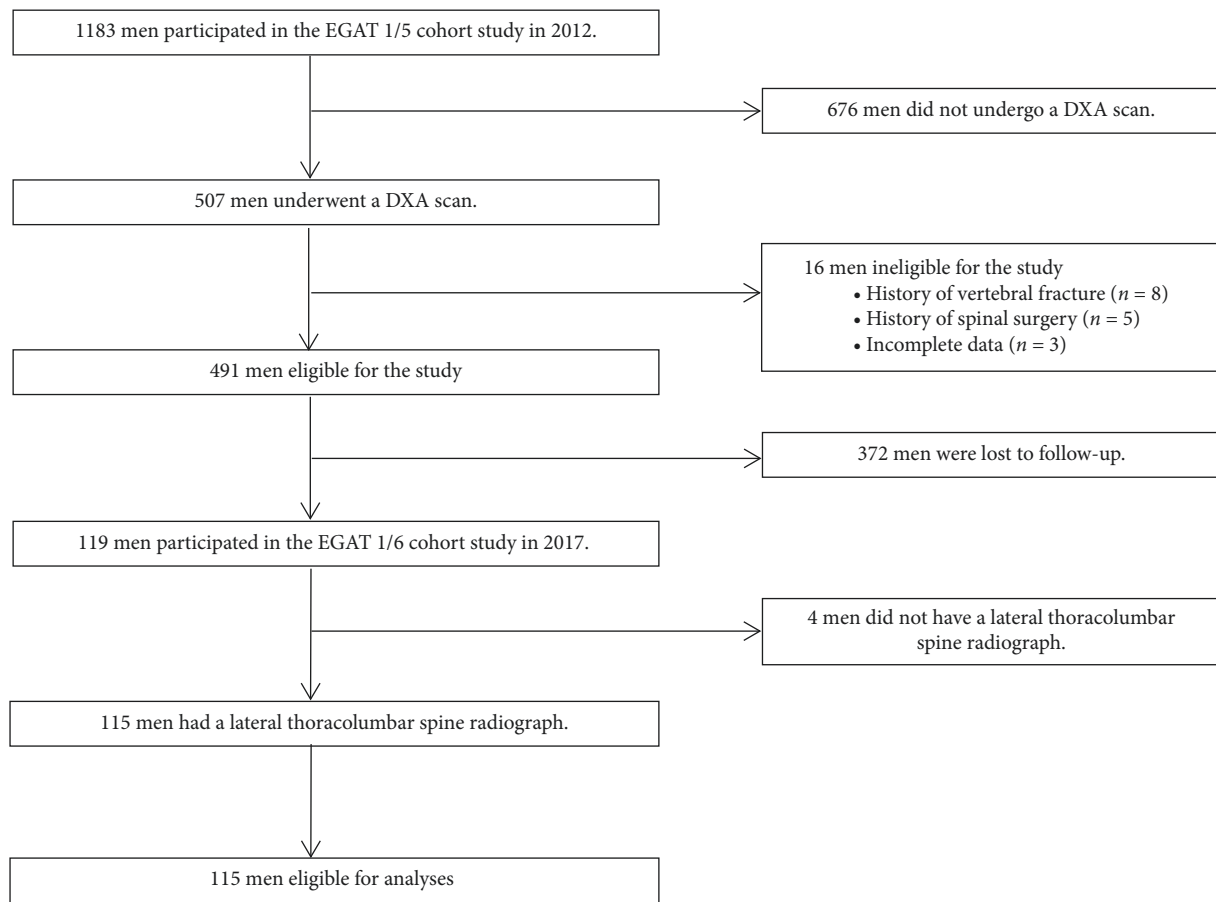 1183 men participated in the EGAT 1/5 cohort study in 2012.
676 men did not undergo a DXA scan.
507 men underwent a DXA scan.
16 men ineligible for the study
• History of vertebral fracture (n = 8)
• History of spinal surgery (n = 5)
• Incomplete data (n = 3)
491 men eligible for the study
372 men were lost to follow-up.
119 men participated in the EGAT 1/6 cohort study in 2017.
4 men did not have a lateral thoracolumbar
spine radiograph.
115 men had a lateral thoracolumbar spine radiograph.
115 men eligible for analyses